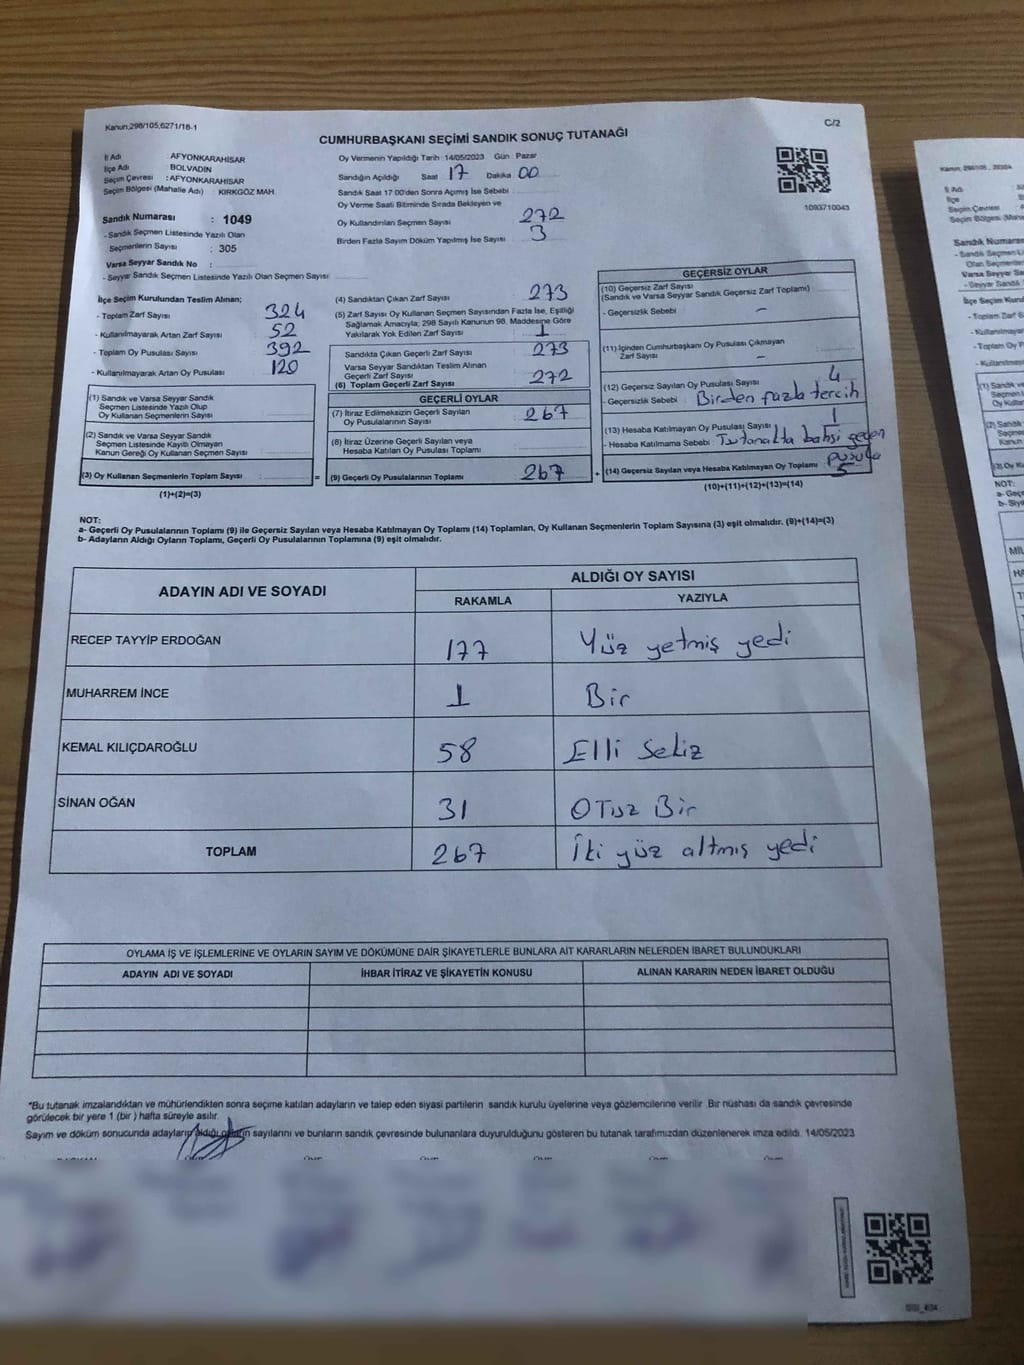 Kanun,298/105,6271/18-1
C/2
CUMHURBAŞKANI SEÇİMİ SANDIK SONUÇ TUTANAĞI
İl Adı AFYONKARAHİSAR
İlçe Adı BOLVADİN
Seçim Çevresi : AFYONKARAHİSAR
Seçim Bölgesi (Mahalle Adı) : KIRKGÖZ MAH.
Sandık Numarası : 1049
- Sandık Seçmen Listesinde Yazılı Olan
Seçmenlerin Sayısı : 305
Varsa Seyyar Sandık No :
- Seyyar Sandık Seçmen Listesinde Yazılı Olan Seçmen Sayısı
Oy Vermenin Yapıldığı Tarih : 14/05/2023 Gün : Pazar
Sandığın Açıldığı Saat 17 Dakika 00
Sandık Saat 17:00'den Sonra Açılmış İse Sebebi
Oy Verme Saati Bitiminde Sırada Bekleyen ve
Oy Kullandırılan Seçmen Sayısı 272
Birden Fazla Sayım Döküm Yapılmış İse Sayısı 3
1093710043
İlçe Seçim Kurulundan Teslim Alınan;
- Toplam Zarf Sayısı 324
- Kullanılmayarak Artan Zarf Sayısı 52
- Toplam Oy Pusulası Sayısı 392
- Kullanılmayarak Artan Oy Pusulası 120
(1) Sandık ve Varsa Seyyar Sandık
Seçmen Listesinde Yazılı Olup
Oy Kullanan Seçmenlerin Sayısı
(2) Sandık ve Varsa Seyyar Sandık
Seçmen Listesinde Kayıtlı Olmayan
Kanun Gereği Oy Kullanan Seçmen Sayısı
(3) Oy Kullanan Seçmenlerin Toplam Sayısı =
(1)+(2)=(3)
(4) Sandıktan Çıkan Zarf Sayısı 273
(5) Zarf Sayısı Oy Kullanan Seçmen Sayısından Fazla İse, Eşitliği
Sağlamak Amacıyla; 298 Sayılı Kanunun 98. Maddesine Göre
Yakılarak Yok Edilen Zarf Sayısı 1
Sandıkta Çıkan Geçerli Zarf Sayısı 273
Varsa Seyyar Sandıktan Teslim Alınan
Geçerli Zarf Sayısı
(6) Toplam Geçerli Zarf Sayısı 272
GEÇERLİ OYLAR
(7) İtiraz Edilmeksizin Geçerli Sayılan
Oy Pusulalarının Sayısı 267
(8) İtiraz Üzerine Geçerli Sayılan veya
Hesaba Katılan Oy Pusulası Toplamı
(9) Geçerli Oy Pusulalarının Toplamı 267 +
GEÇERSİZ OYLAR
(10) Geçersiz Zarf Sayısı
(Sandık ve Varsa Seyyar Sandık Geçersiz Zarf Toplamı)
- Geçersizlik Sebebi : –
(11) İçinden Cumhurbaşkanı Oy Pusulası Çıkmayan
Zarf Sayısı –
(12) Geçersiz Sayılan Oy Pusulası Sayısı 4
- Geçersizlik Sebebi : Birden fazla tercih
(13) Hesaba Katılmayan Oy Pusulası Sayısı 1
- Hesaba Katılmama Sebebi : Tutanakta bahsi geçen
pusula
(14) Geçersiz Sayılan veya Hesaba Katılmayan Oy Toplamı : 5
(10)+(11)+(12)+(13)=(14)
NOT:
a- Geçerli Oy Pusulalarının Toplamı (9) ile Geçersiz Sayılan veya Hesaba Katılmayan Oy Toplamı (14) Toplamları, Oy Kullanan Seçmenlerin Toplam Sayısına (3) eşit olmalıdır. (9)+(14)=(3)
b- Adayların Aldığı Oyların Toplamı, Geçerli Oy Pusulalarının Toplamına (9) eşit olmalıdır.
ADAYIN ADI VE SOYADI ALDIĞI OY SAYISI
RAKAMLA YAZIYLA
RECEP TAYYİP ERDOĞAN 177 Yüz yetmiş yedi
MUHARREM İNCE 1 Bir
KEMAL KILIÇDAROĞLU 58 Elli Sekiz
SİNAN OĞAN 31 OTuz Bir
TOPLAM 267 İki yüz altmış yedi
OYLAMA İŞ VE İŞLEMLERİNE VE OYLARIN SAYIM VE DÖKÜMÜNE DAİR ŞİKAYETLERLE BUNLARA AİT KARARLARIN NELERDEN İBARET BULUNDUKLARI
ADAYIN ADI VE SOYADI İHBAR İTİRAZ VE ŞİKAYETİN KONUSU ALINAN KARARIN NEDEN İBARET OLDUĞU
*Bu tutanak imzalandıktan ve mühürlendikten sonra seçime katılan adayların ve talep eden siyasi partilerin sandık kurulu üyelerine veya gözlemcilerine verilir. Bir nüshası da sandık çevresinde
görülecek bir yere 1 (bir ) hafta süreyle asılır.
Sayım ve döküm sonucunda adayların aldığı oyların sayılarını ve bunların sandık çevresinde bulunanlara duyurulduğunu gösteren bu tutanak tarafımızdan düzenlenerek imza edildi. 14/05/2023